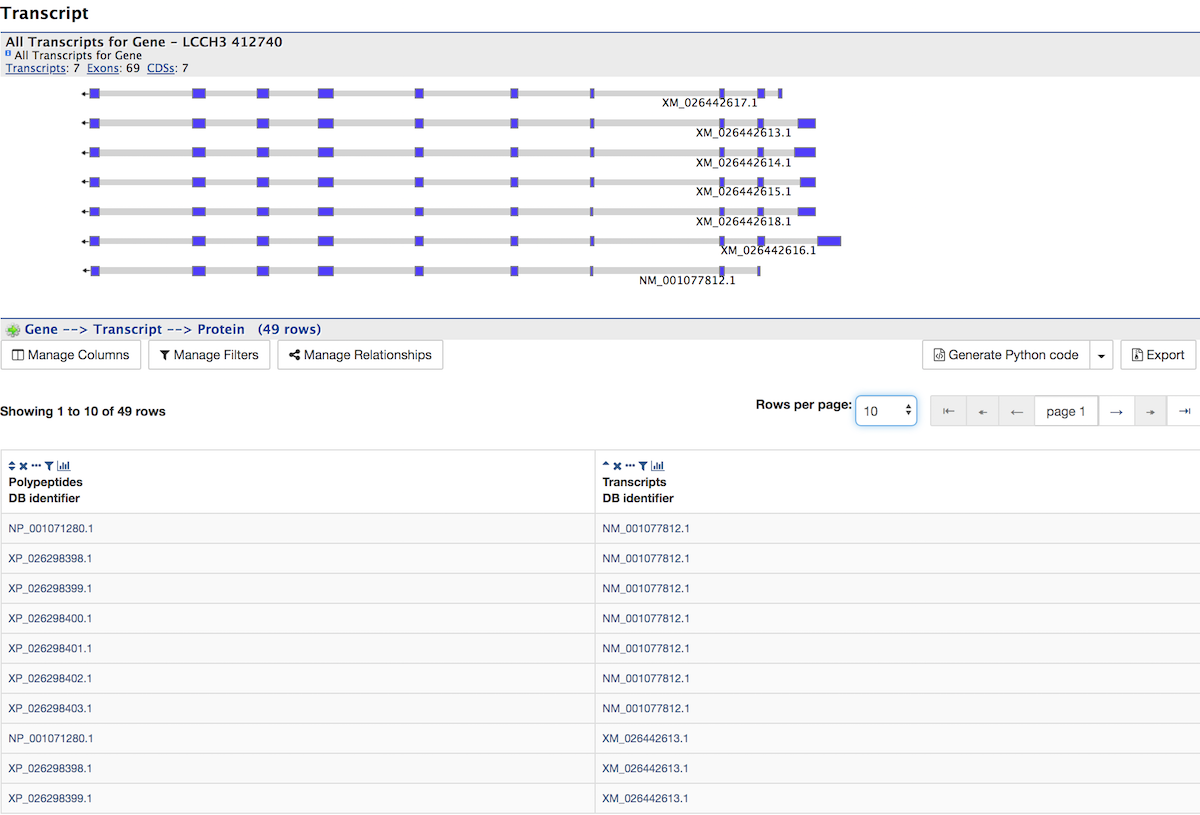 Transcript
All Transcripts for Gene - LCCH3 412740
All Transcripts for Gene
Transcripts: 7 Exons: 69 CDSs: 7
XM_026442617.1
XM_026442613.1
XM_026442614.1
XM_026442615.1
XM_026442618.1
XM_026442616.1
NM_001077812.1
Gene --> Transcript --> Protein (49 rows)
Manage Columns Manage Filters Manage Relationships Generate Python code Export
Showing 1 to 10 of 49 rows Rows per page: 10 page 1
Polypeptides Transcripts
DB identifier DB identifier
NP_001071280.1 NM_001077812.1
XP_026298398.1 NM_001077812.1
XP_026298399.1 NM_001077812.1
XP_026298400.1 NM_001077812.1
XP_026298401.1 NM_001077812.1
XP_026298402.1 NM_001077812.1
XP_026298403.1 NM_001077812.1
NP_001071280.1 XM_026442613.1
XP_026298398.1 XM_026442613.1
XP_026298399.1 XM_026442613.1